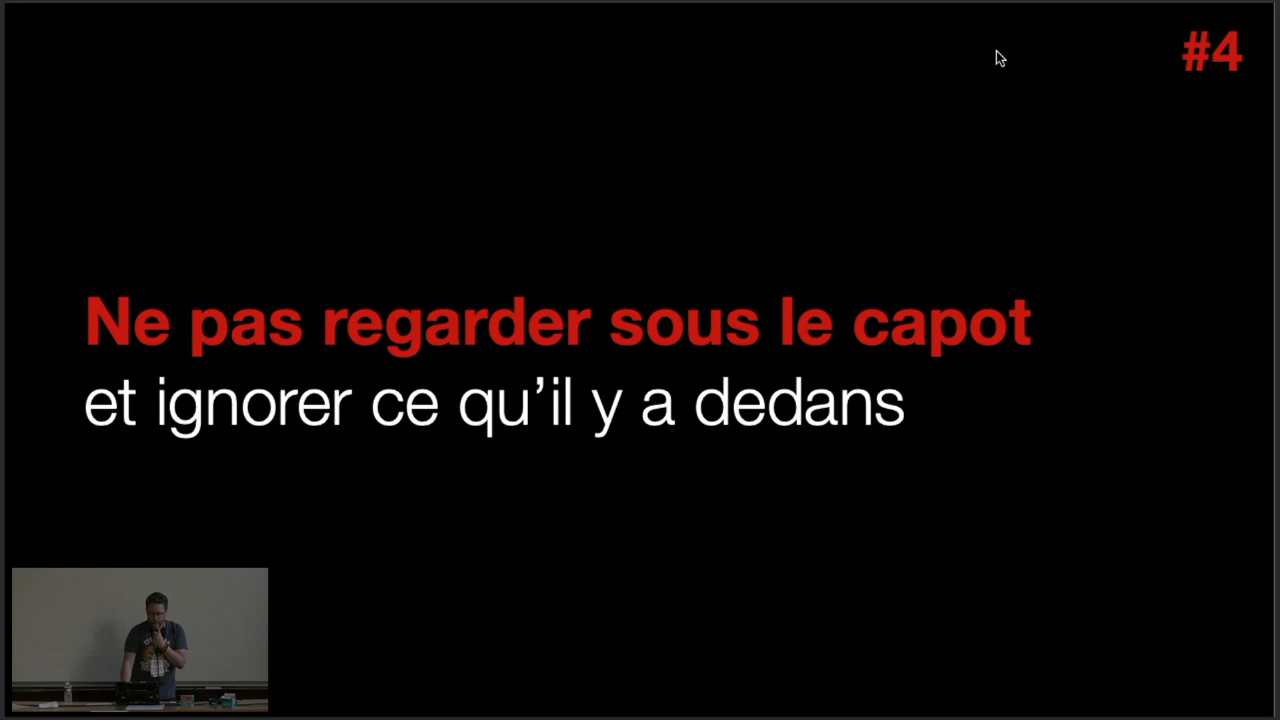 #4
Ne pas regarder sous le capot
et ignorer ce qu’il y a dedans